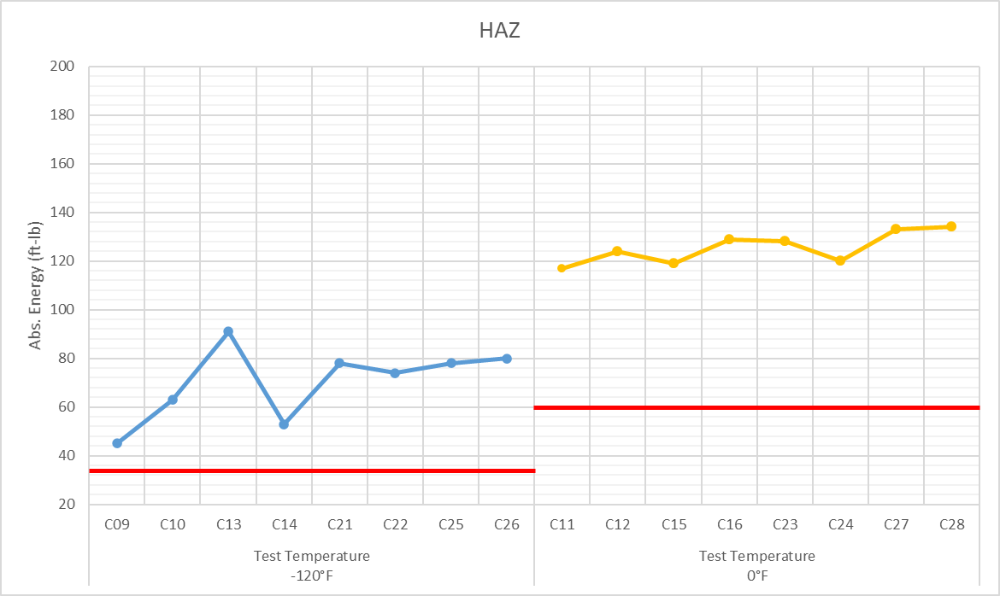 HAZ
200
180
160
140
120
100
80
60
40
20
Abs. Energy (ft-lb)
C09 C10 C13 C14 C21 C22 C25 C26 C11 C12 C15 C16 C23 C24 C27 C28
Test Temperature Test Temperature
-120°F 0°F